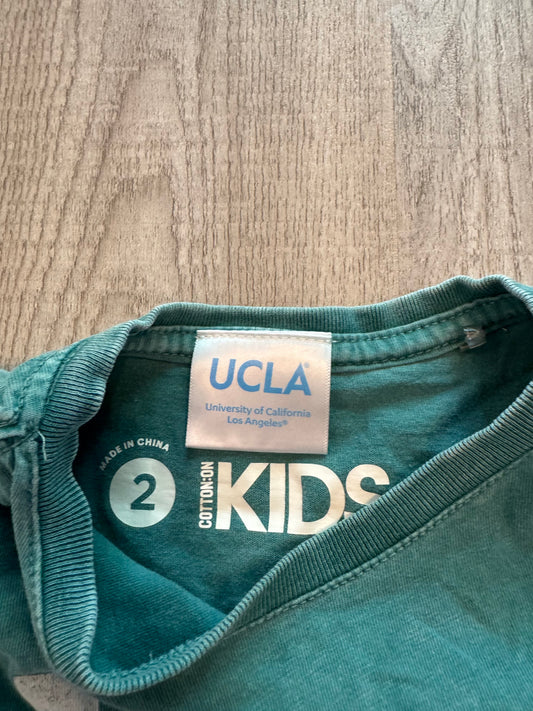 UCLA®
University of California
Los Angeles®
MADE IN CHINA
2
COTTON:ON
KIDS